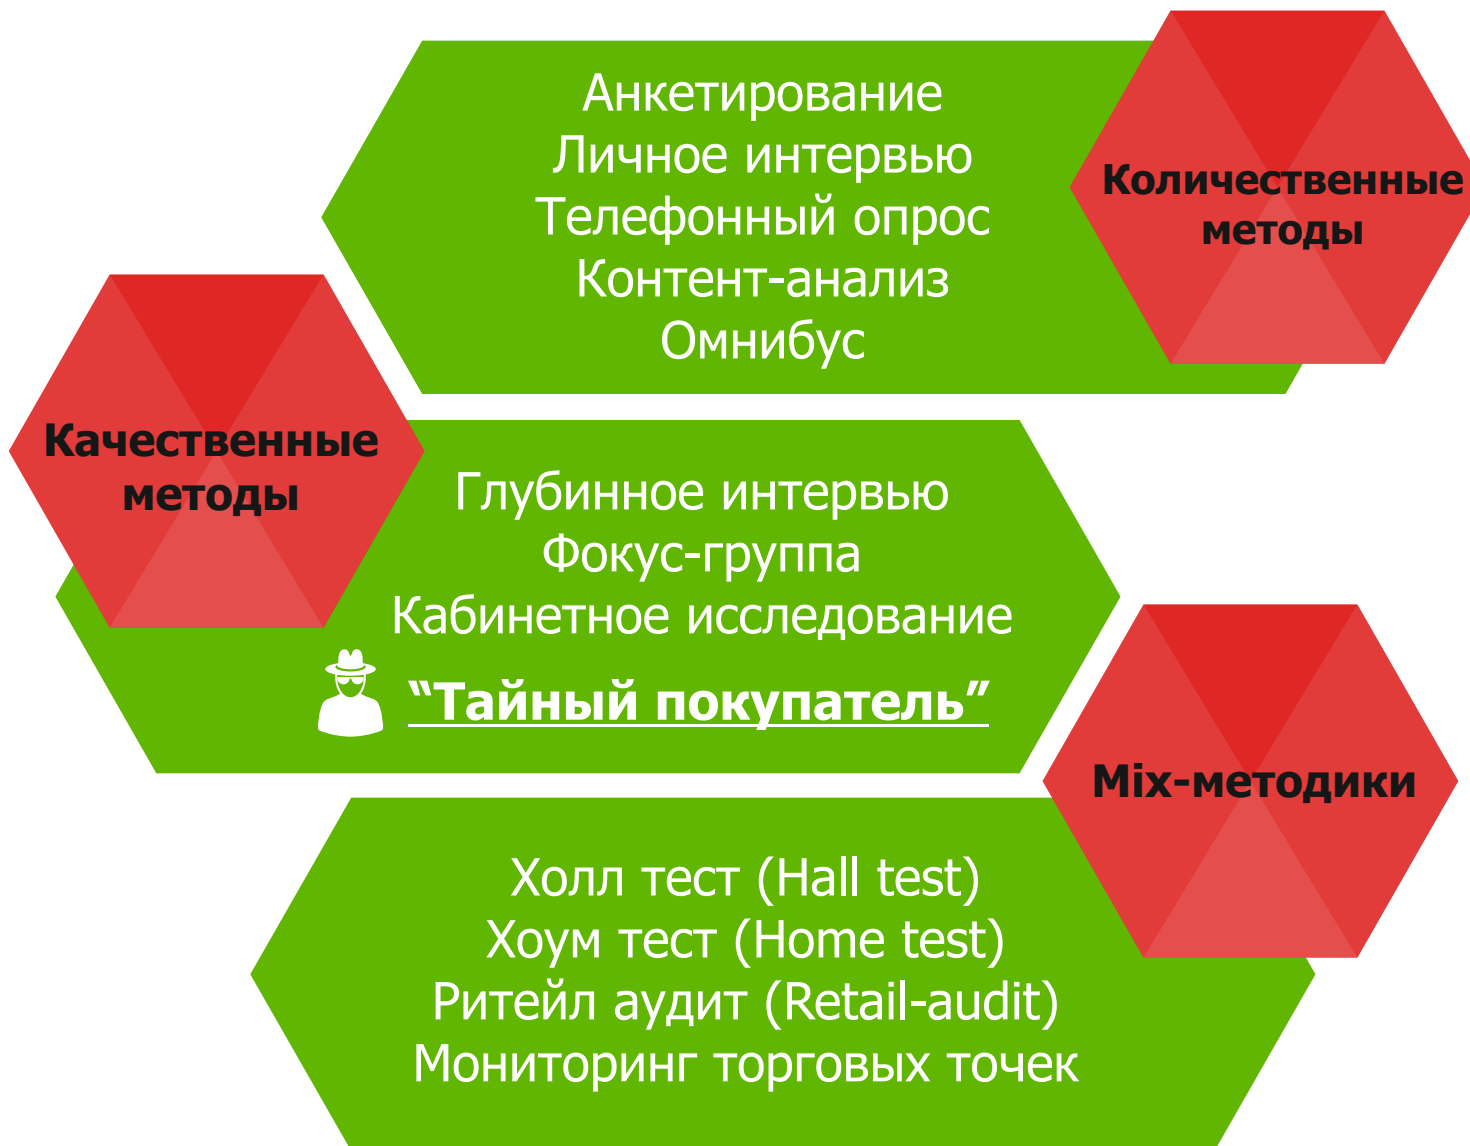 Количественные
методы
Анкетирование
Личное интервью
Телефонный опрос
Контент-анализ
Омнибус
Качественные
методы
Глубинное интервью
Фокус-группа
Кабинетное исследование
“Тайный покупатель”
Mix-методики
Холл тест (Hall test)
Хоум тест (Home test)
Ритейл аудит (Retail-audit)
Мониторинг торговых точек